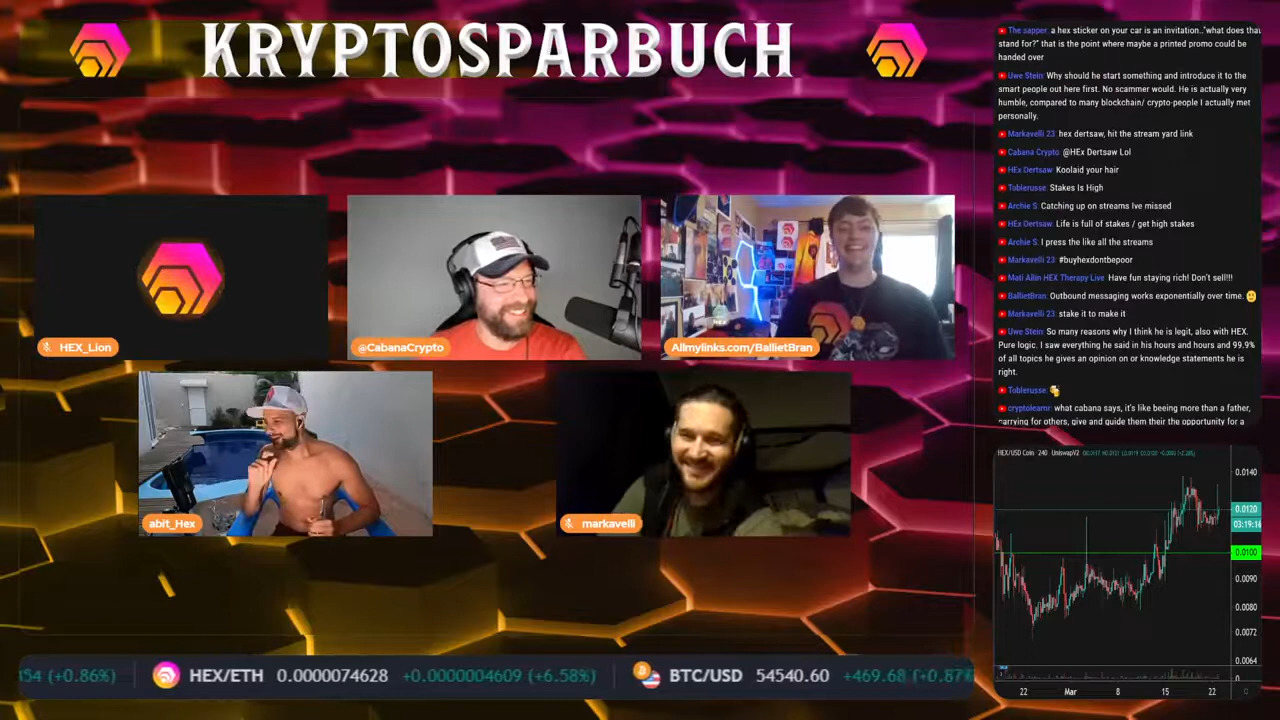 KRYPTOSPARBUCH
HEX_Lion
@CabanaCrypto
Allmylinks.com/BallietBran
HEX
abit_Hex
markavelli
The sapper: a hex sticker on your car is an invitation.."what does that
stand for?" that is the point where maybe a printed promo could be
handed over
Uwe Stein: Why should he start something and introduce it to the
smart people out here first. No scammer would. He is actually very
humble, compared to many blockchain/ crypto-people I actually met
personally.
Markavelli 23: hex dertsaw, hit the stream yard link
Cabana Crypto: @HEx Dertsaw Lol
HEx Dertsaw: Koolaid your hair
Toblerusse: Stakes Is High
Archie S: Catching up on streams Ive missed
HEx Dertsaw: Life is full of stakes / get high stakes
Archie S: I press the like all the streams
Markavelli 23: #buyhexdontbepoor
Mati Allin HEX Therapy Live: Have fun staying rich! Don't sell!!!
BallietBran: Outbound messaging works exponentially over time.
Markavelli 23: stake it to make it
Uwe Stein: So many reasons why I think he is legit, also with HEX.
Pure logic. I saw everything he said in his hours and hours and 99.9%
of all topics he gives an opinion on or knowledge statements he is
right.
Toblerusse:
cryptolearnr: what cabana says, it's like beeing more than a father,
carrying for others, give and guide them their the opportunity for a
HEX/USD Coin 240 UniswapV2
0.0140
0.0120
03:19:16
0.0100
0.0090
0.0080
0.0072
0.0064
0
22 Mar 8 15 22
54 (+0.86%) HEX/ETH 0.0000074628 +0.0000004609 (+6.58%) BTC/USD 54540.60 +469.68 (+0.87%